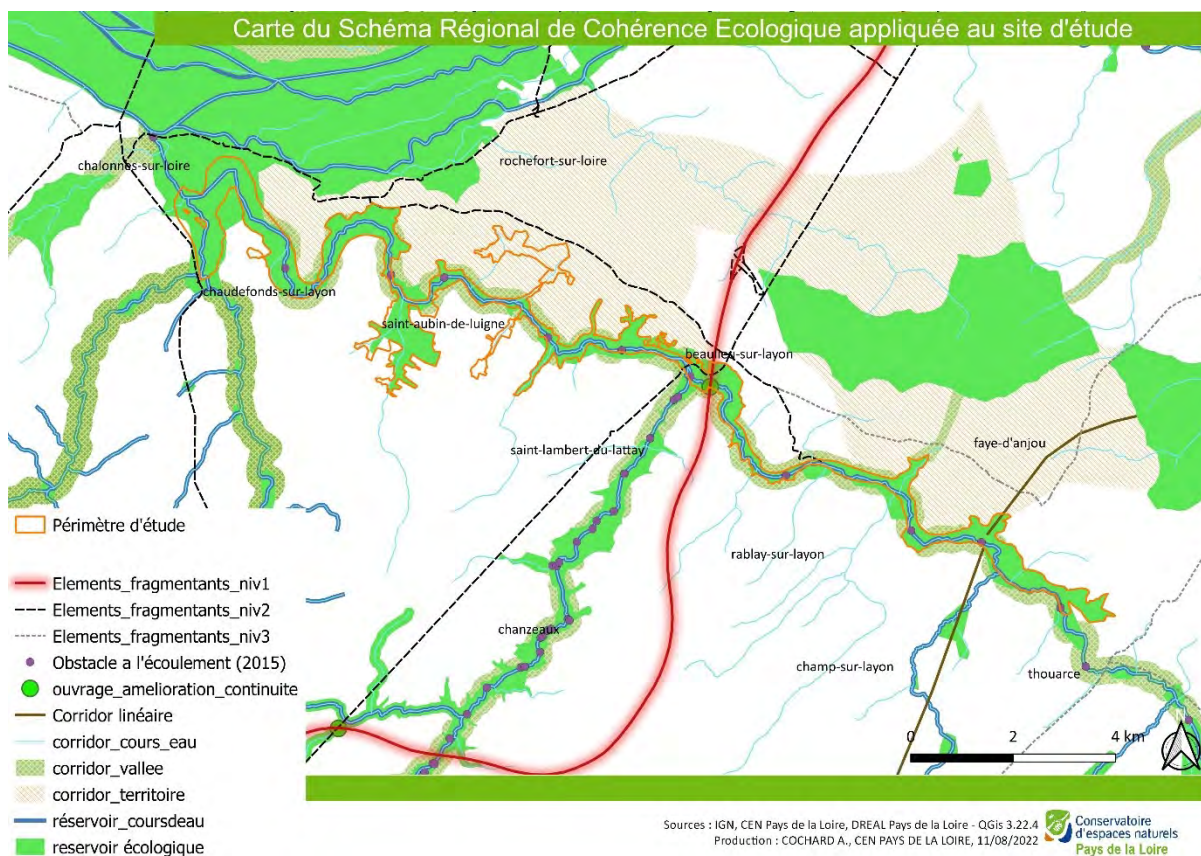 Carte du Schéma Régional de Cohérence Ecologique appliquée au site d'étude
chalonnes-sur-loire
rochefort-sur-loire
chaudefonds-sur-layon
saint-aubin-de-luigne
beaulieu-sur-layon
saint-lambert-du-lattay
faye-d'anjou
rablay-sur-layon
chanzeaux
champ-sur-layon
thouarce
0 2 4 km
Périmètre d'étude
Elements_fragmentants_niv1
Elements_fragmentants_niv2
Elements_fragmentants_niv3
Obstacle a l'écoulement (2015)
ouvrage_amelioration_continuite
Corridor linéaire
corridor_cours_eau
corridor_vallee
corridor_territoire
réservoir_coursdeau
reservoir écologique
Sources : IGN, CEN Pays de la Loire, DREAL Pays de la Loire - QGis 3.22.4
Production : COCHARD A., CEN PAYS DE LA LOIRE, 11/08/2022
Conservatoire
d'espaces naturels
Pays de la Loire